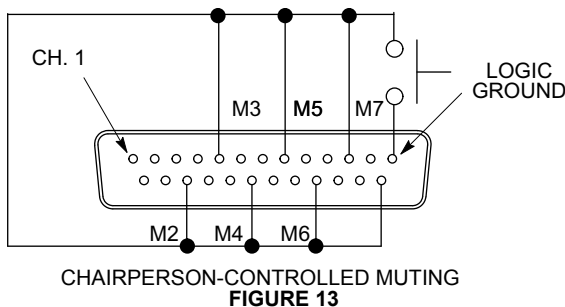 CH. 1
LOGIC
GROUND
M3 M5 M7
M2 M4 M6
CHAIRPERSON-CONTROLLED MUTING
FIGURE 13